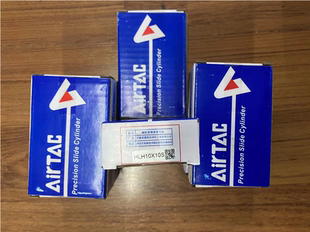 AirTAC
Precision Slide Cylinder
AirTAC
Precision Slide Cylinder
AirTAC
Precision Slide Cylinder
HLH10X10S